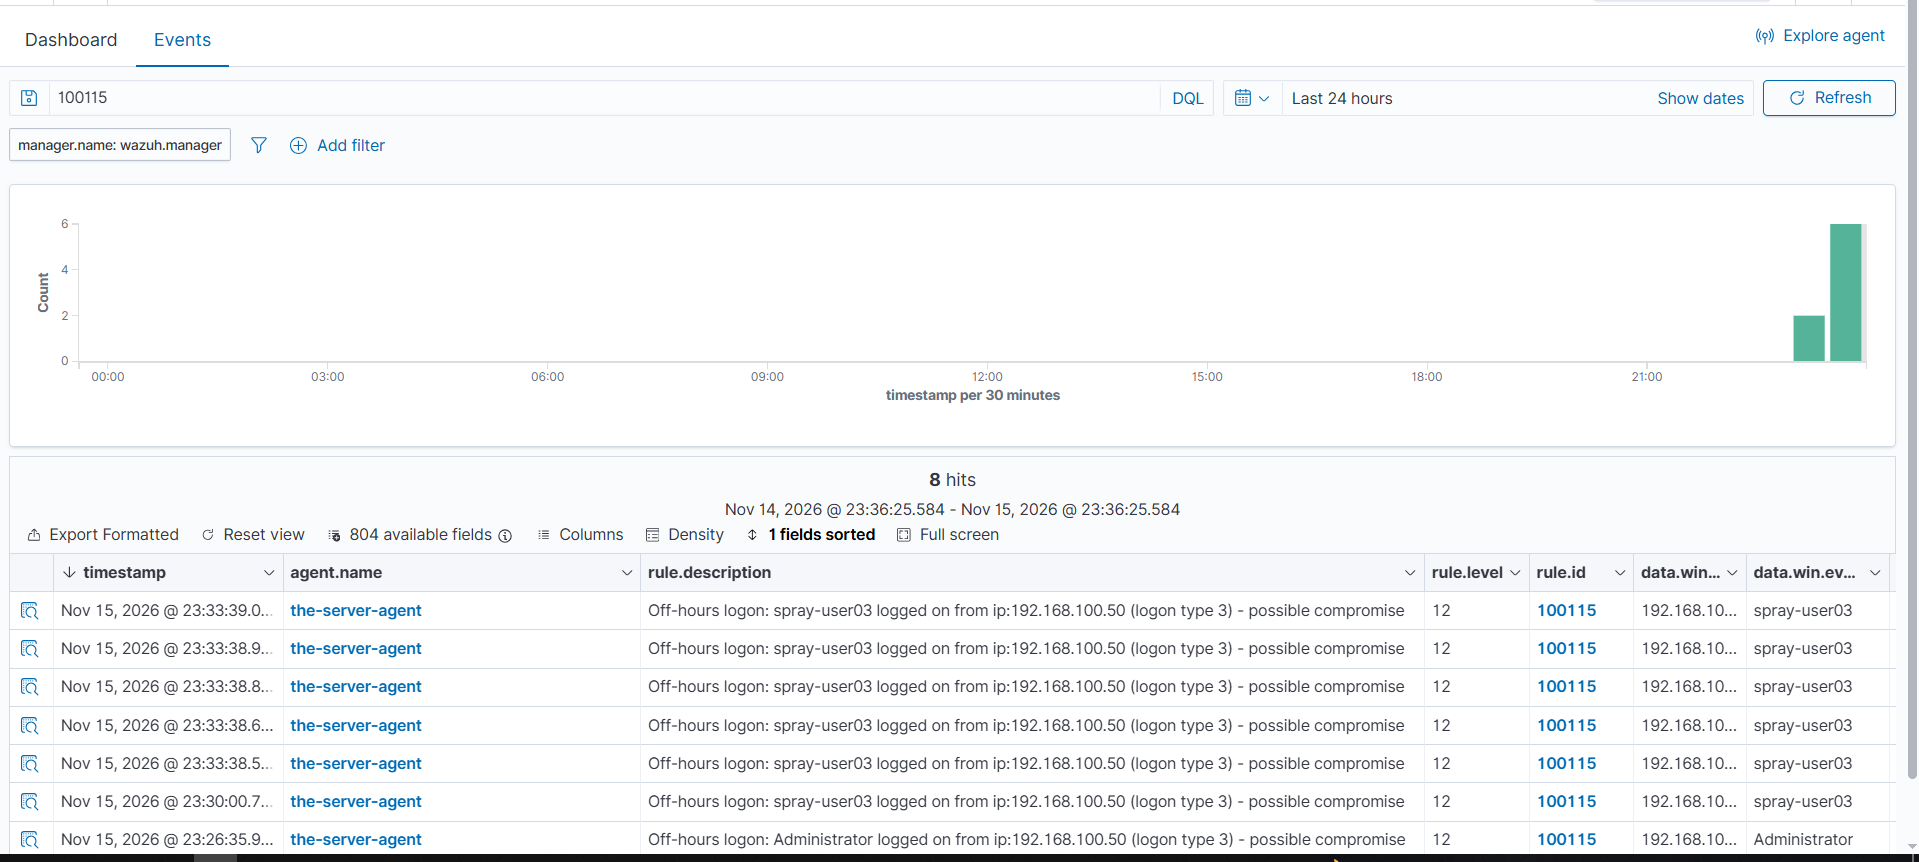 Dashboard Events Explore agent
100115 DQL Last 24 hours Show dates Refresh
manager.name: wazuh.manager Add filter
6
4
2
0
Count
00:00 03:00 06:00 09:00 12:00 15:00 18:00 21:00
timestamp per 30 minutes
8 hits
Nov 14, 2026 @ 23:36:25.584 - Nov 15, 2026 @ 23:36:25.584
Export Formatted Reset view 804 available fields Columns Density 1 fields sorted Full screen
timestamp agent.name rule.description rule.level rule.id data.win... data.win.ev...
Nov 15, 2026 @ 23:33:39.0... the-server-agent Off-hours logon: spray-user03 logged on from ip:192.168.100.50 (logon type 3) - possible compromise 12 100115 192.168.10... spray-user03
Nov 15, 2026 @ 23:33:38.9... the-server-agent Off-hours logon: spray-user03 logged on from ip:192.168.100.50 (logon type 3) - possible compromise 12 100115 192.168.10... spray-user03
Nov 15, 2026 @ 23:33:38.8... the-server-agent Off-hours logon: spray-user03 logged on from ip:192.168.100.50 (logon type 3) - possible compromise 12 100115 192.168.10... spray-user03
Nov 15, 2026 @ 23:33:38.6... the-server-agent Off-hours logon: spray-user03 logged on from ip:192.168.100.50 (logon type 3) - possible compromise 12 100115 192.168.10... spray-user03
Nov 15, 2026 @ 23:33:38.5... the-server-agent Off-hours logon: spray-user03 logged on from ip:192.168.100.50 (logon type 3) - possible compromise 12 100115 192.168.10... spray-user03
Nov 15, 2026 @ 23:30:00.7... the-server-agent Off-hours logon: spray-user03 logged on from ip:192.168.100.50 (logon type 3) - possible compromise 12 100115 192.168.10... spray-user03
Nov 15, 2026 @ 23:26:35.9... the-server-agent Off-hours logon: Administrator logged on from ip:192.168.100.50 (logon type 3) - possible compromise 12 100115 192.168.10... Administrator